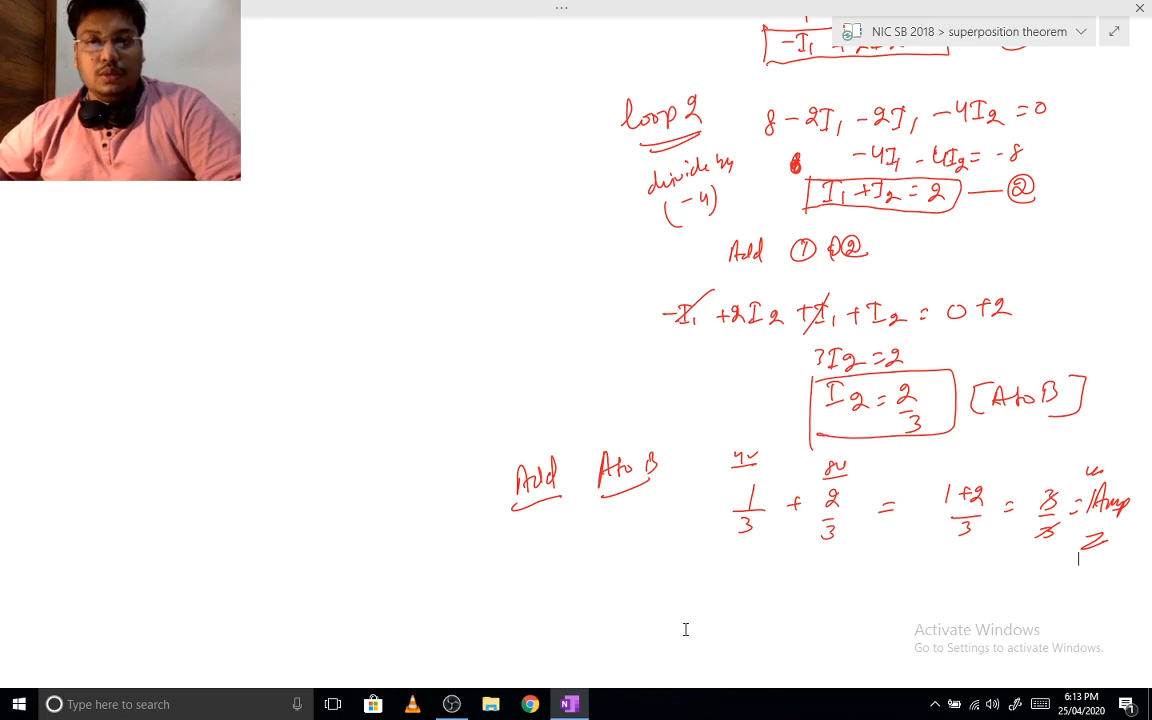 NIC SB 2018 > superposition theorem
loop 2 8 - 2I₁ - 2I₁ - 4I₂ = 0
divide by (-4) -4I₁ - 4I₂ = -8
I₁ + I₂ = 2 — ②
Add ① & ②
-I₁ + 2I₂ + I₁ + I₂ = 0 + 2
3I₂ = 2
I₂ = 2/3 [A to B]
4v 8v
Add A to B 1/3 + 2/3 = 1+2/3 = 3/3 = 1Amp
Activate Windows
Go to Settings to activate Windows.
Type here to search
6:13 PM
25/04/2020